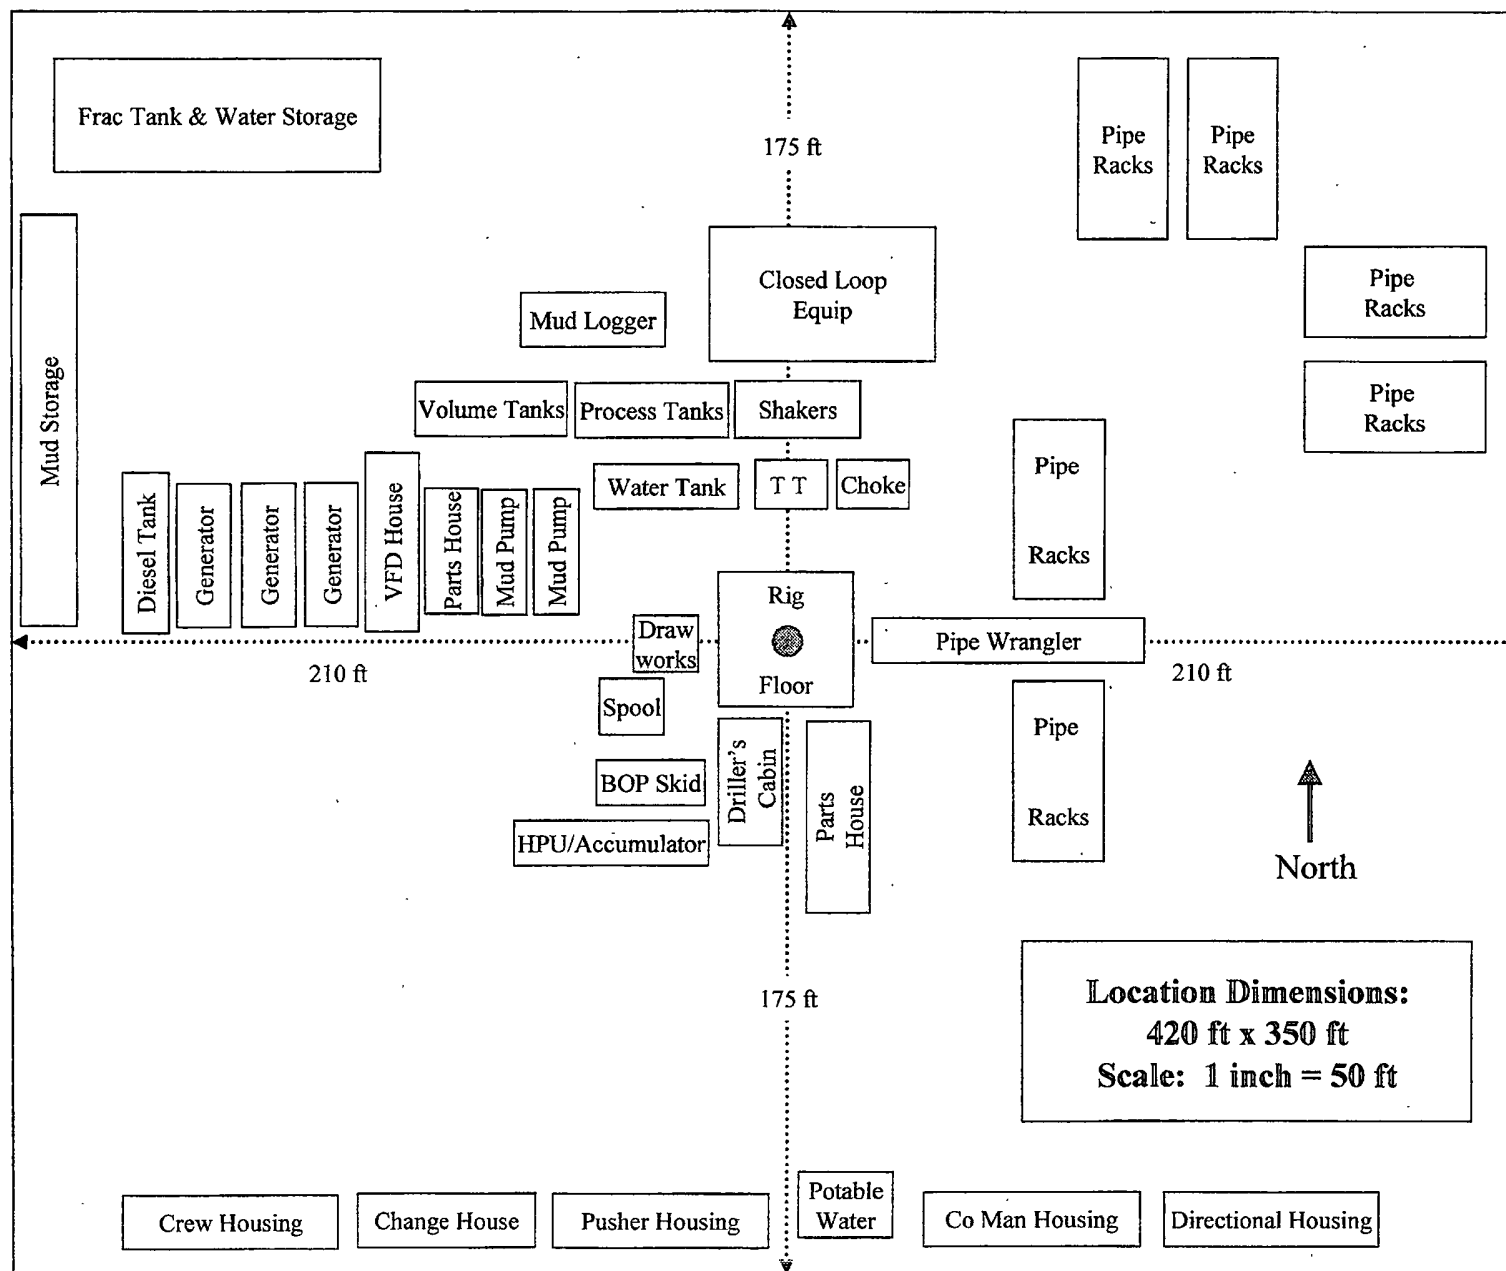 Frac Tank & Water Storage
175 ft
Pipe
Racks
Pipe
Racks
Closed Loop
Equip
Mud Logger
Pipe
Racks
Pipe
Racks
Mud Storage
Volume Tanks
Process Tanks
Shakers
Water Tank
T T
Choke
Pipe
Racks
Diesel Tank
Generator
Generator
Generator
VFD House
Parts House
Mud Pump
Mud Pump
Rig
Floor
Draw
works
Pipe Wrangler
210 ft
210 ft
Spool
BOP Skid
HPU/Accumulator
Driller's
Cabin
Parts
House
Pipe
Racks
North
Location Dimensions:
420 ft x 350 ft
Scale: 1 inch = 50 ft
175 ft
Crew Housing
Change House
Pusher Housing
Potable
Water
Co Man Housing
Directional Housing